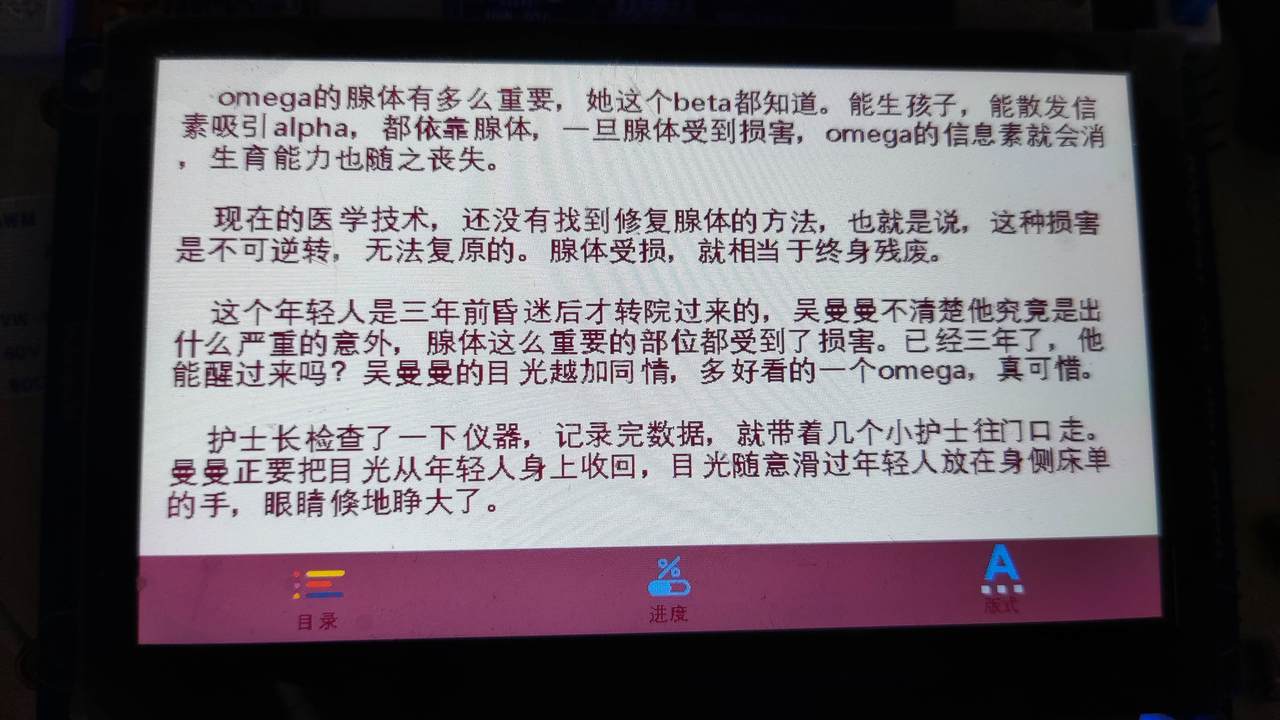 omega的腺体有多么重要，她这个beta都知道。能生孩子，能散发信
素吸引alpha，都依靠腺体，一旦腺体受到损害，omega的信息素就会消
，生育能力也随之丧失。
现在的医学技术，还没有找到修复腺体的方法，也就是说，这种损害
是不可逆转，无法复原的。腺体受损，就相当于终身残废。
这个年轻人是三年前昏迷后才转院过来的，吴曼曼不清楚他究竟是出
什么严重的意外，腺体这么重要的部位都受到了损害。已经三年了，他
能醒过来吗？吴曼曼的目光越加同情，多好看的一个omega，真可惜。
护士长检查了一下仪器，记录完数据，就带着几个小护士往门口走。
曼曼正要把目光从年轻人身上收回，目光随意滑过年轻人放在身侧床单
的手，眼睛倏地睁大了。
目录
进度
版式